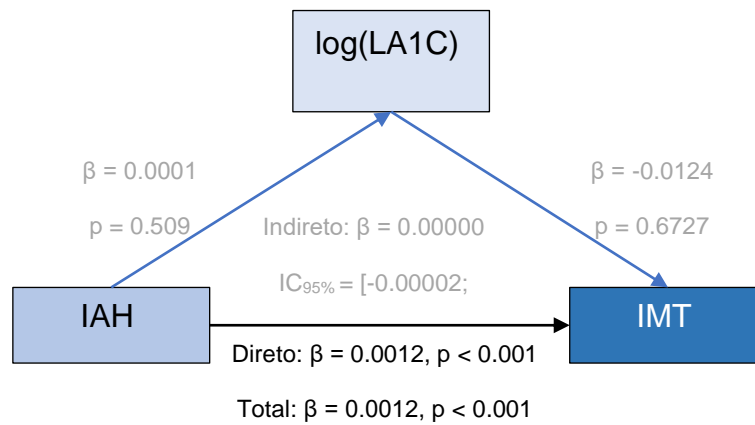 log(LA1C)
β = 0.0001
β = -0.0124
p = 0.509
Indireto: β = 0.00000
p = 0.6727
IC95% = [-0.00002;
IAH
IMT
Direto: β = 0.0012, p < 0.001
Total: β = 0.0012, p < 0.001